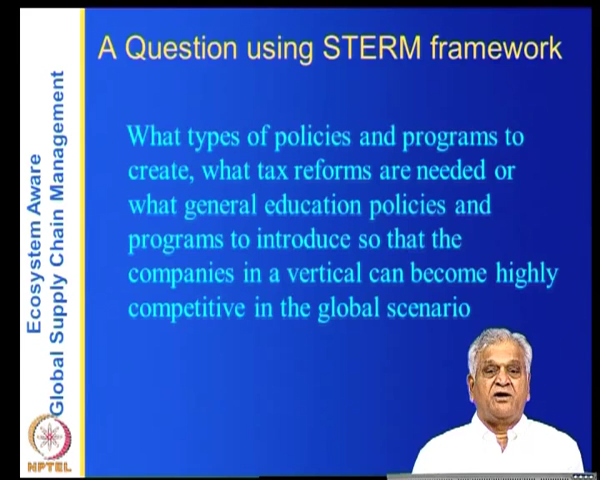 A Question using STERM framework
What types of policies and programs to
create, what tax reforms are needed or
what general education policies and
programs to introduce so that the
companies in a vertical can become highly
competitive in the global scenario
Ecosystem Aware
Global Supply Chain Management
NPTEL